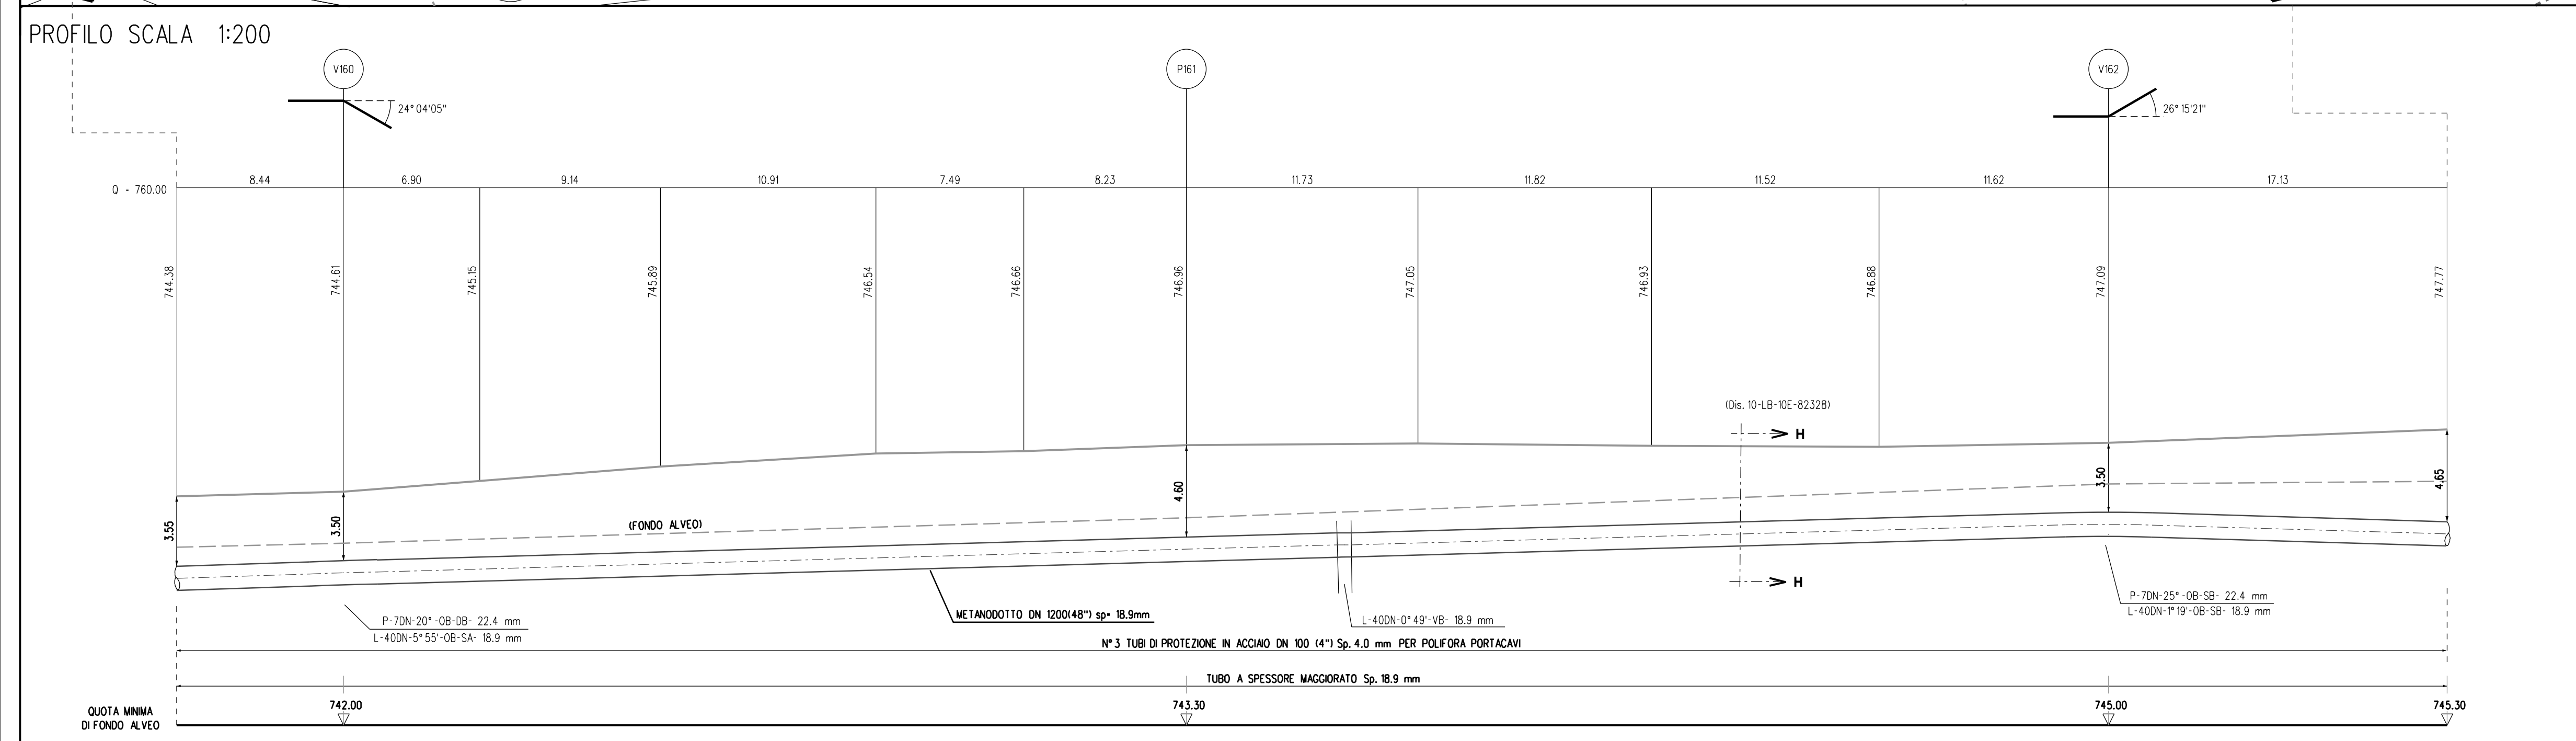 PROFILO SCALA 1:200
V160
P161
V162
24°04'05"
26°15'21"
Q = 760.00
8.44
6.90
9.14
10.91
7.49
8.23
11.73
11.82
11.52
11.62
17.13
744.38
744.61
745.15
745.89
746.54
746.66
746.96
747.05
746.93
746.88
747.09
747.77
(Dis. 10-LB-10E-82328)
H
3.55
3.50
(FONDO ALVEO)
4.60
3.50
4.65
H
METANODOTTO DN 1200(48") sp= 18.9mm
P-7DN-20°-OB-DB- 22.4 mm
L-40DN-5°55'-OB-SA- 18.9 mm
L-40DN-0°49'-VB- 18.9 mm
P-7DN-25°-OB-SB- 22.4 mm
L-40DN-1°19'-OB-SB- 18.9 mm
N°3 TUBI DI PROTEZIONE IN ACCIAIO DN 100 (4") Sp. 4.0 mm PER POLIFORA PORTACAVI
TUBO A SPESSORE MAGGIORATO Sp. 18.9 mm
QUOTA MINIMA
DI FONDO ALVEO
742.00
743.30
745.00
745.30